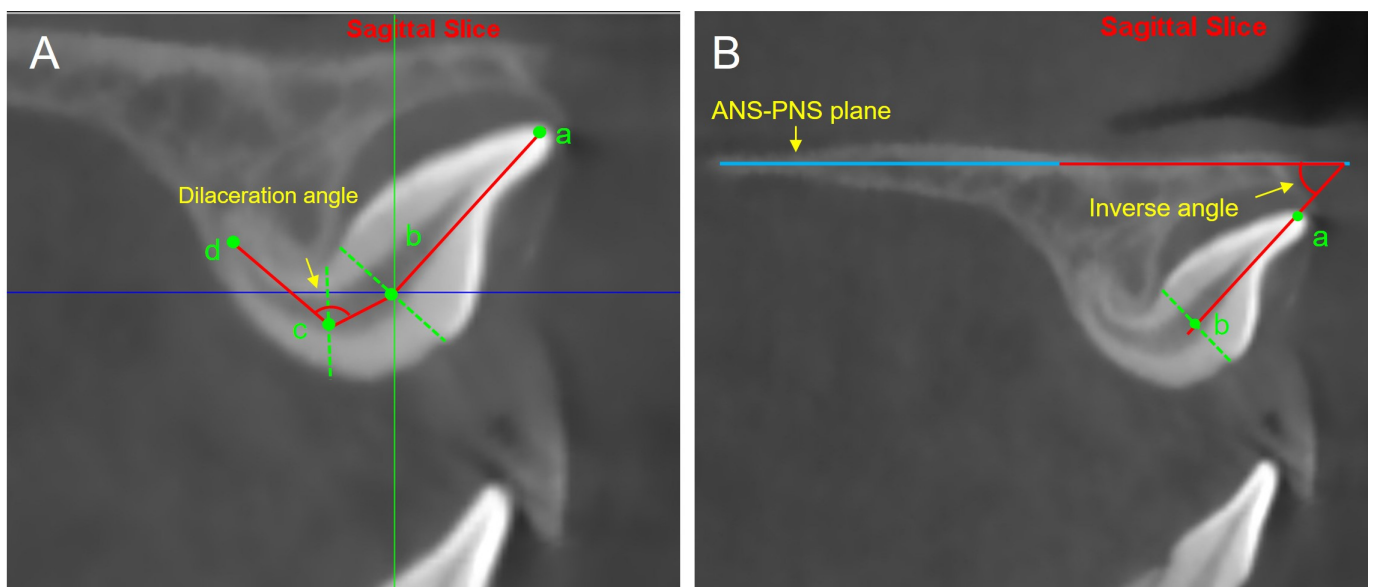 A
Sagittal Slice
a
Dilaceration angle
b
d
c
B
Sagittal Slice
ANS-PNS plane
Inverse angle
a
b